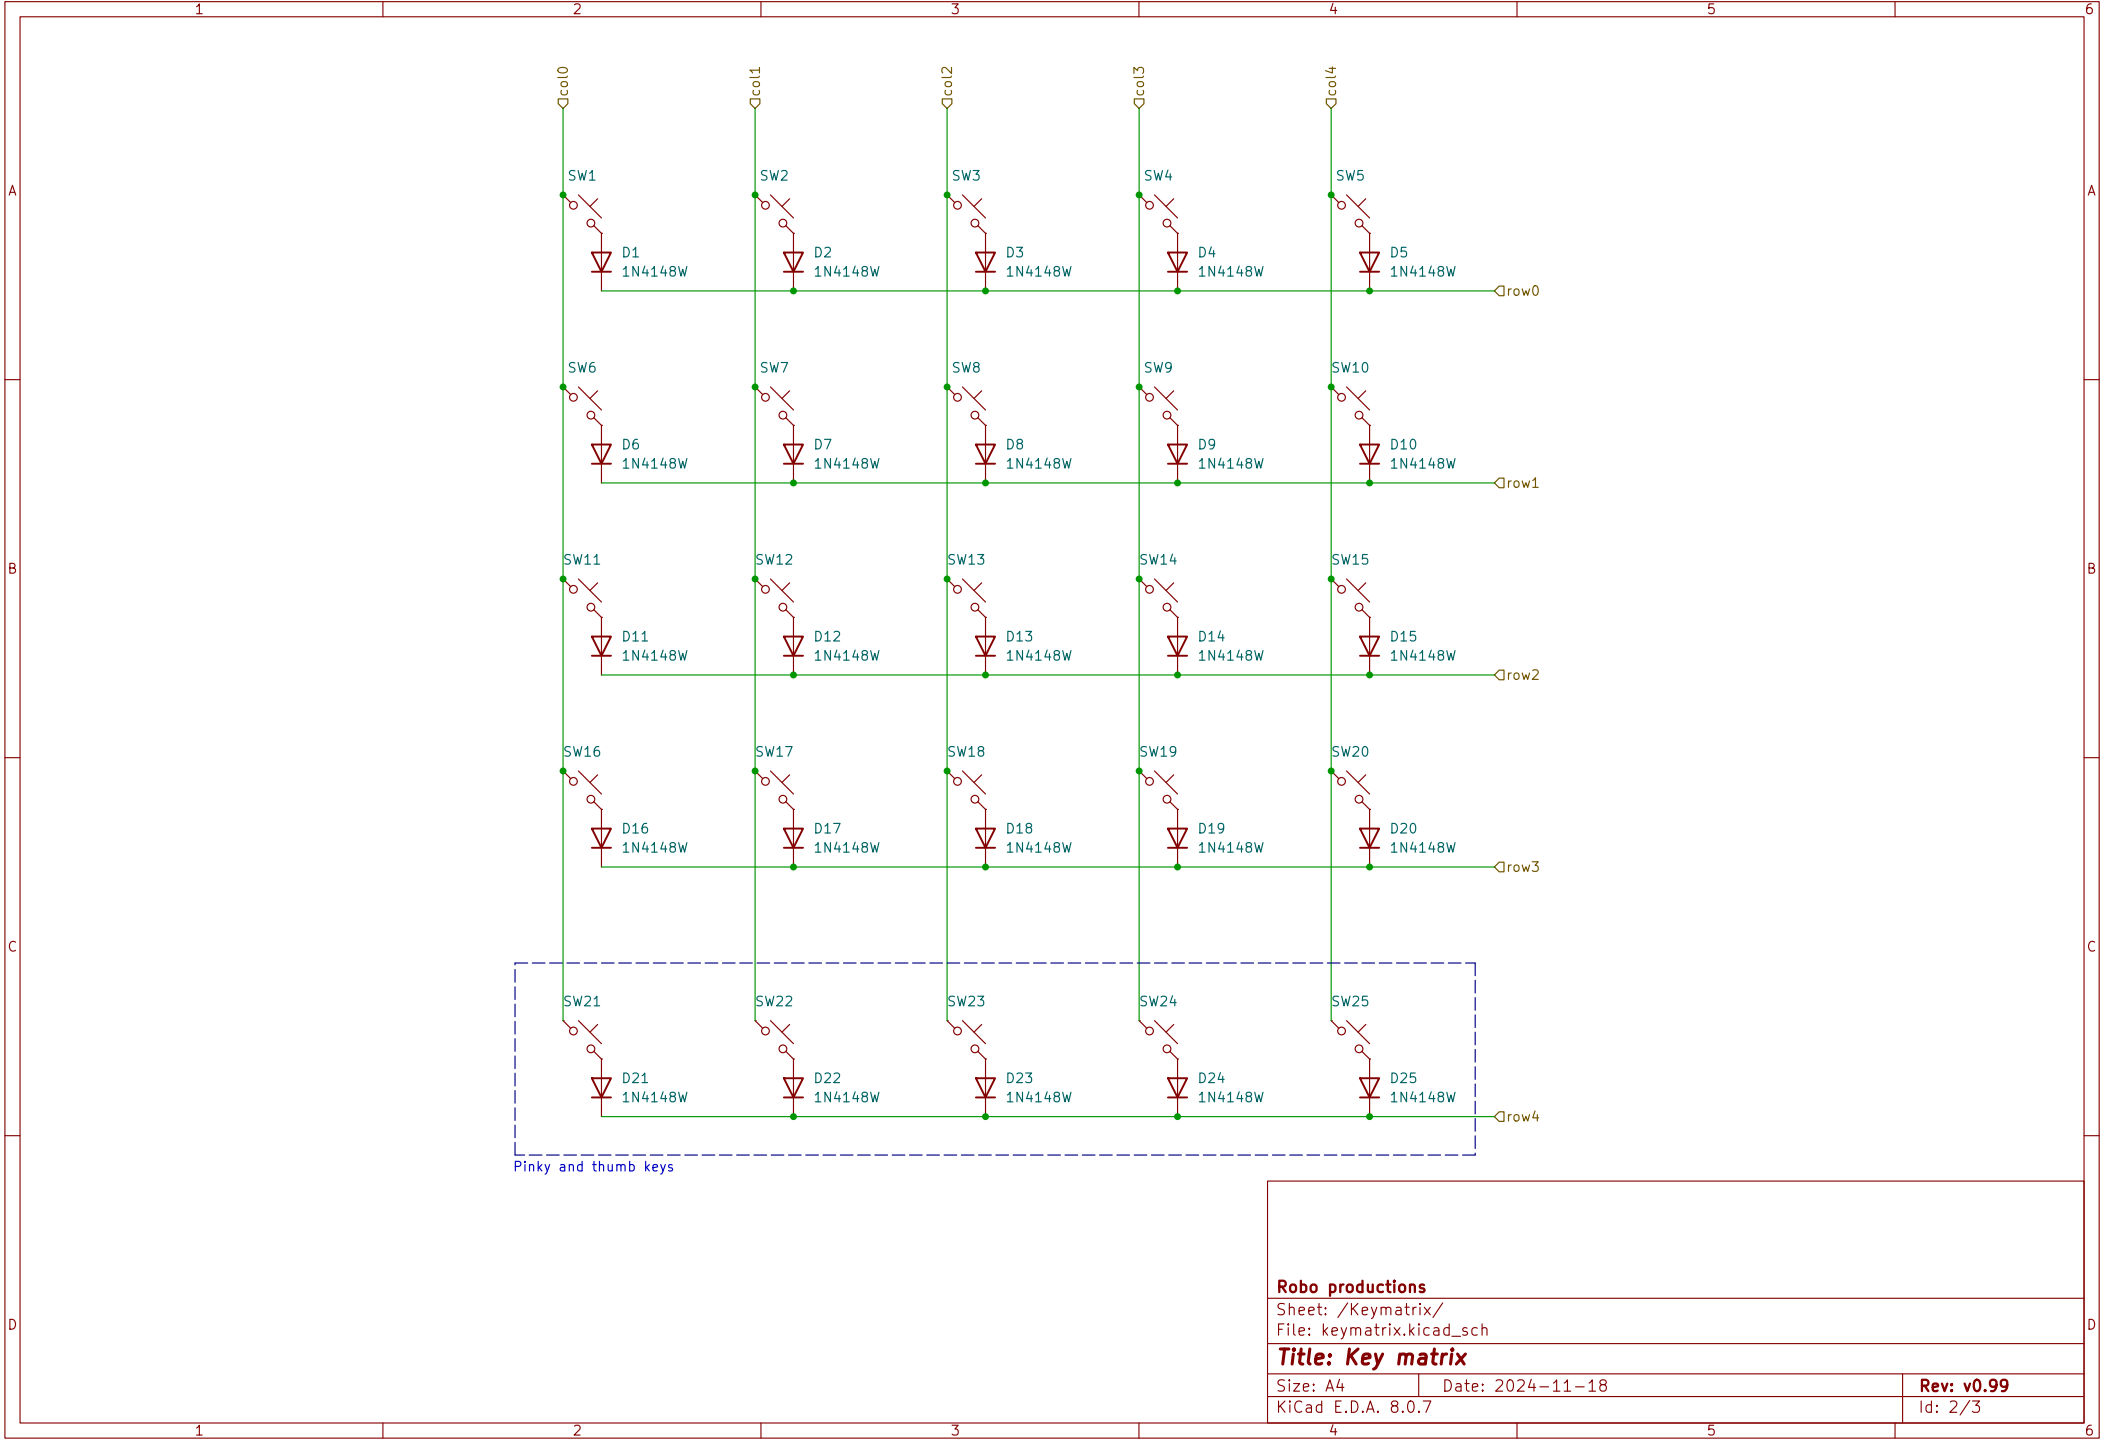 1 2 3 4 5 6
col0 col1 col2 col3 col4
A A
SW1 SW2 SW3 SW4 SW5
D1 D2 D3 D4 D5
1N4148W 1N4148W 1N4148W 1N4148W 1N4148W
row0
SW6 SW7 SW8 SW9 SW10
D6 D7 D8 D9 D10
1N4148W 1N4148W 1N4148W 1N4148W 1N4148W
row1
SW11 SW12 SW13 SW14 SW15
B B
D11 D12 D13 D14 D15
1N4148W 1N4148W 1N4148W 1N4148W 1N4148W
row2
SW16 SW17 SW18 SW19 SW20
D16 D17 D18 D19 D20
1N4148W 1N4148W 1N4148W 1N4148W 1N4148W
row3
C C
SW21 SW22 SW23 SW24 SW25
D21 D22 D23 D24 D25
1N4148W 1N4148W 1N4148W 1N4148W 1N4148W
row4
Pinky and thumb keys
Robo productions
Sheet: /Keymatrix/
D D
File: keymatrix.kicad_sch
Title: Key matrix
Size: A4 Date: 2024-11-18 Rev: v0.99
KiCad E.D.A. 8.0.7 Id: 2/3
1 2 3 4 5 6